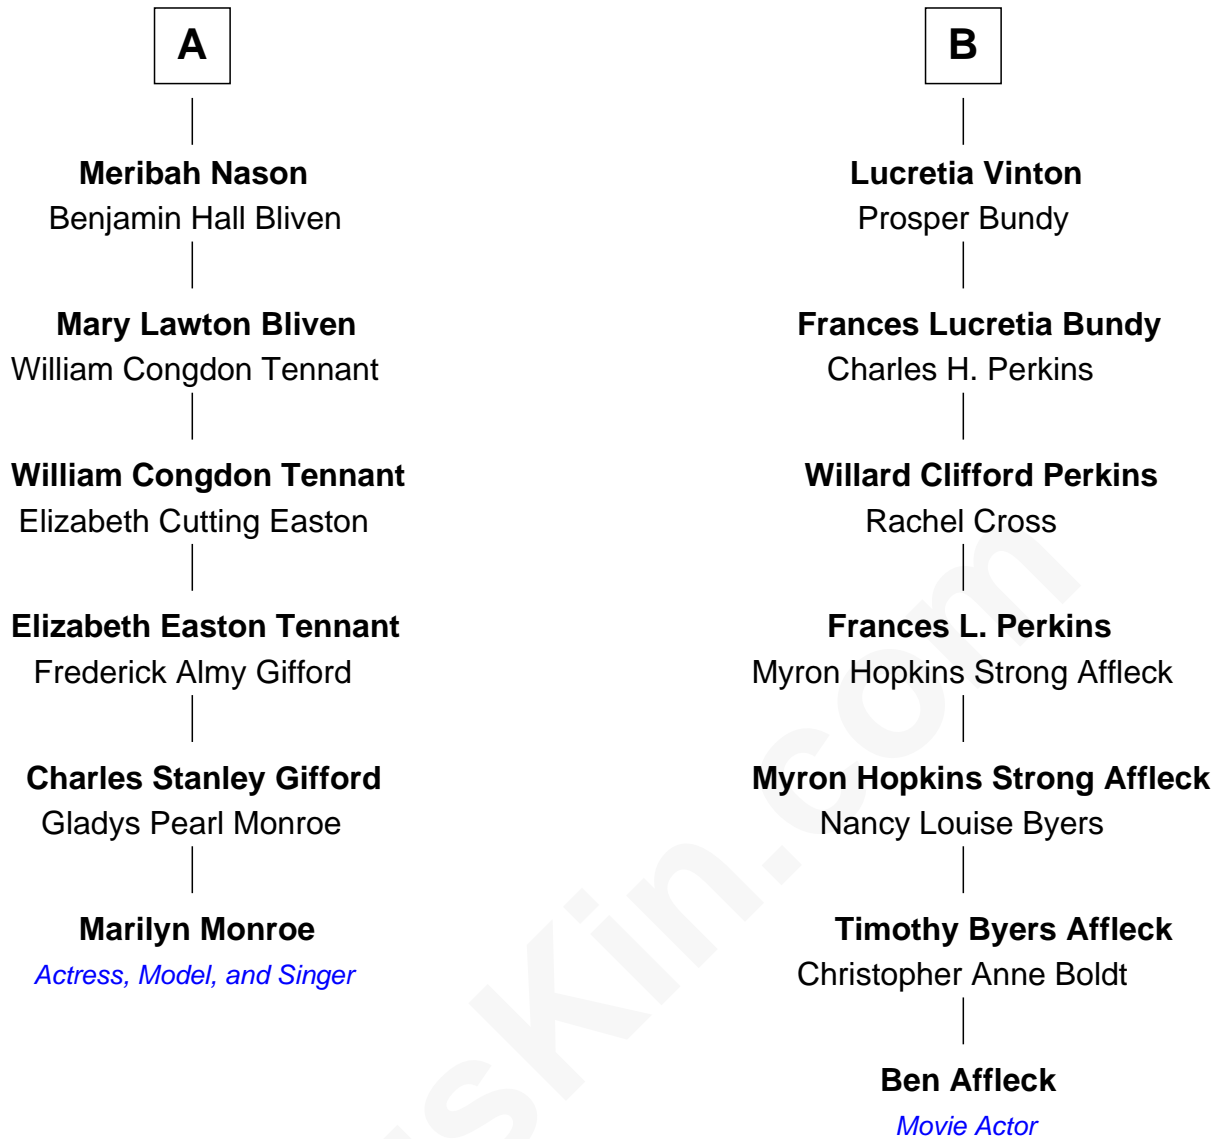 A
Meribah Nason
Benjamin Hall Bliven
Mary Lawton Bliven
William Congdon Tennant
William Congdon Tennant
Elizabeth Cutting Easton
Elizabeth Easton Tennant
Frederick Almy Gifford
Charles Stanley Gifford
Gladys Pearl Monroe
Marilyn Monroe
Actress, Model, and Singer
B
Lucretia Vinton
Prosper Bundy
Frances Lucretia Bundy
Charles H. Perkins
Willard Clifford Perkins
Rachel Cross
Frances L. Perkins
Myron Hopkins Strong Affleck
Myron Hopkins Strong Affleck
Nancy Louise Byers
Timothy Byers Affleck
Christopher Anne Boldt
Ben Affleck
Movie Actor